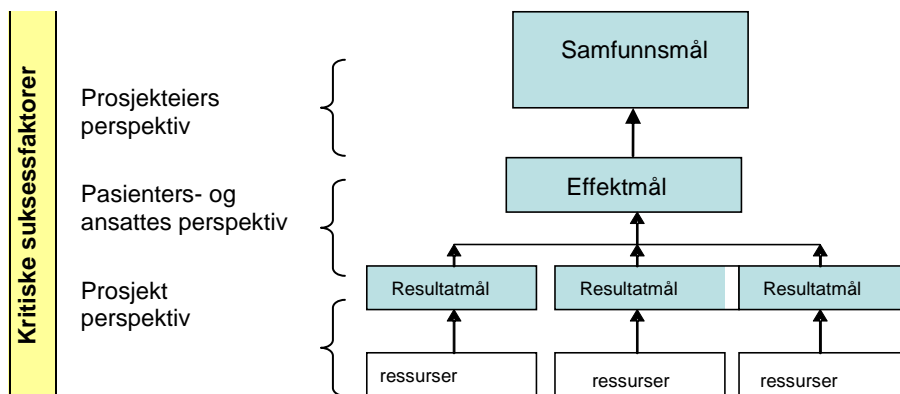 Kritiske suksessfaktorer
Samfunnsmål
Prosjekteiers
perspektiv
Effektmål
Pasienters- og
ansattes perspektiv
Resultatmål
Resultatmål
Resultatmål
Prosjekt
perspektiv
ressurser
ressurser
ressurser